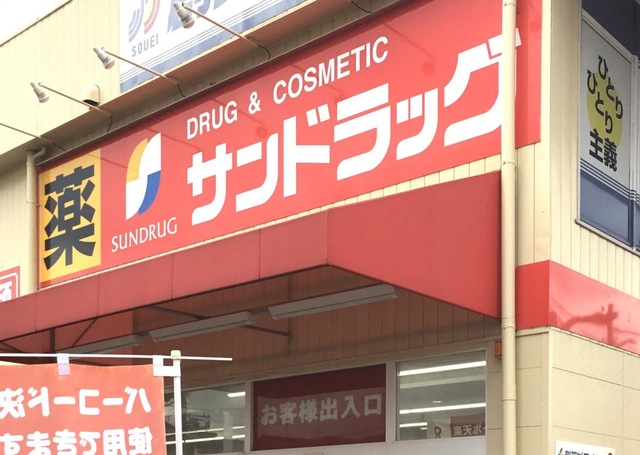 SOUEI
薬
SUNDRUG
DRUG & COSMETIC
サンドラッグ
ひとり
ひとり
主義
お客様出入口
楽天ポ